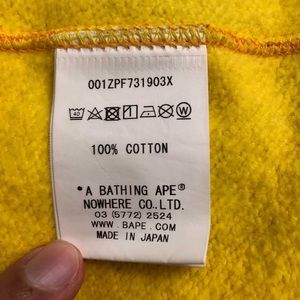 001ZPF731903X
100% COTTON
*A BATHING APE®
NOWHERE CO.,LTD.
03 (5772) 2524
WWW.BAPE.COM
MADE IN JAPAN